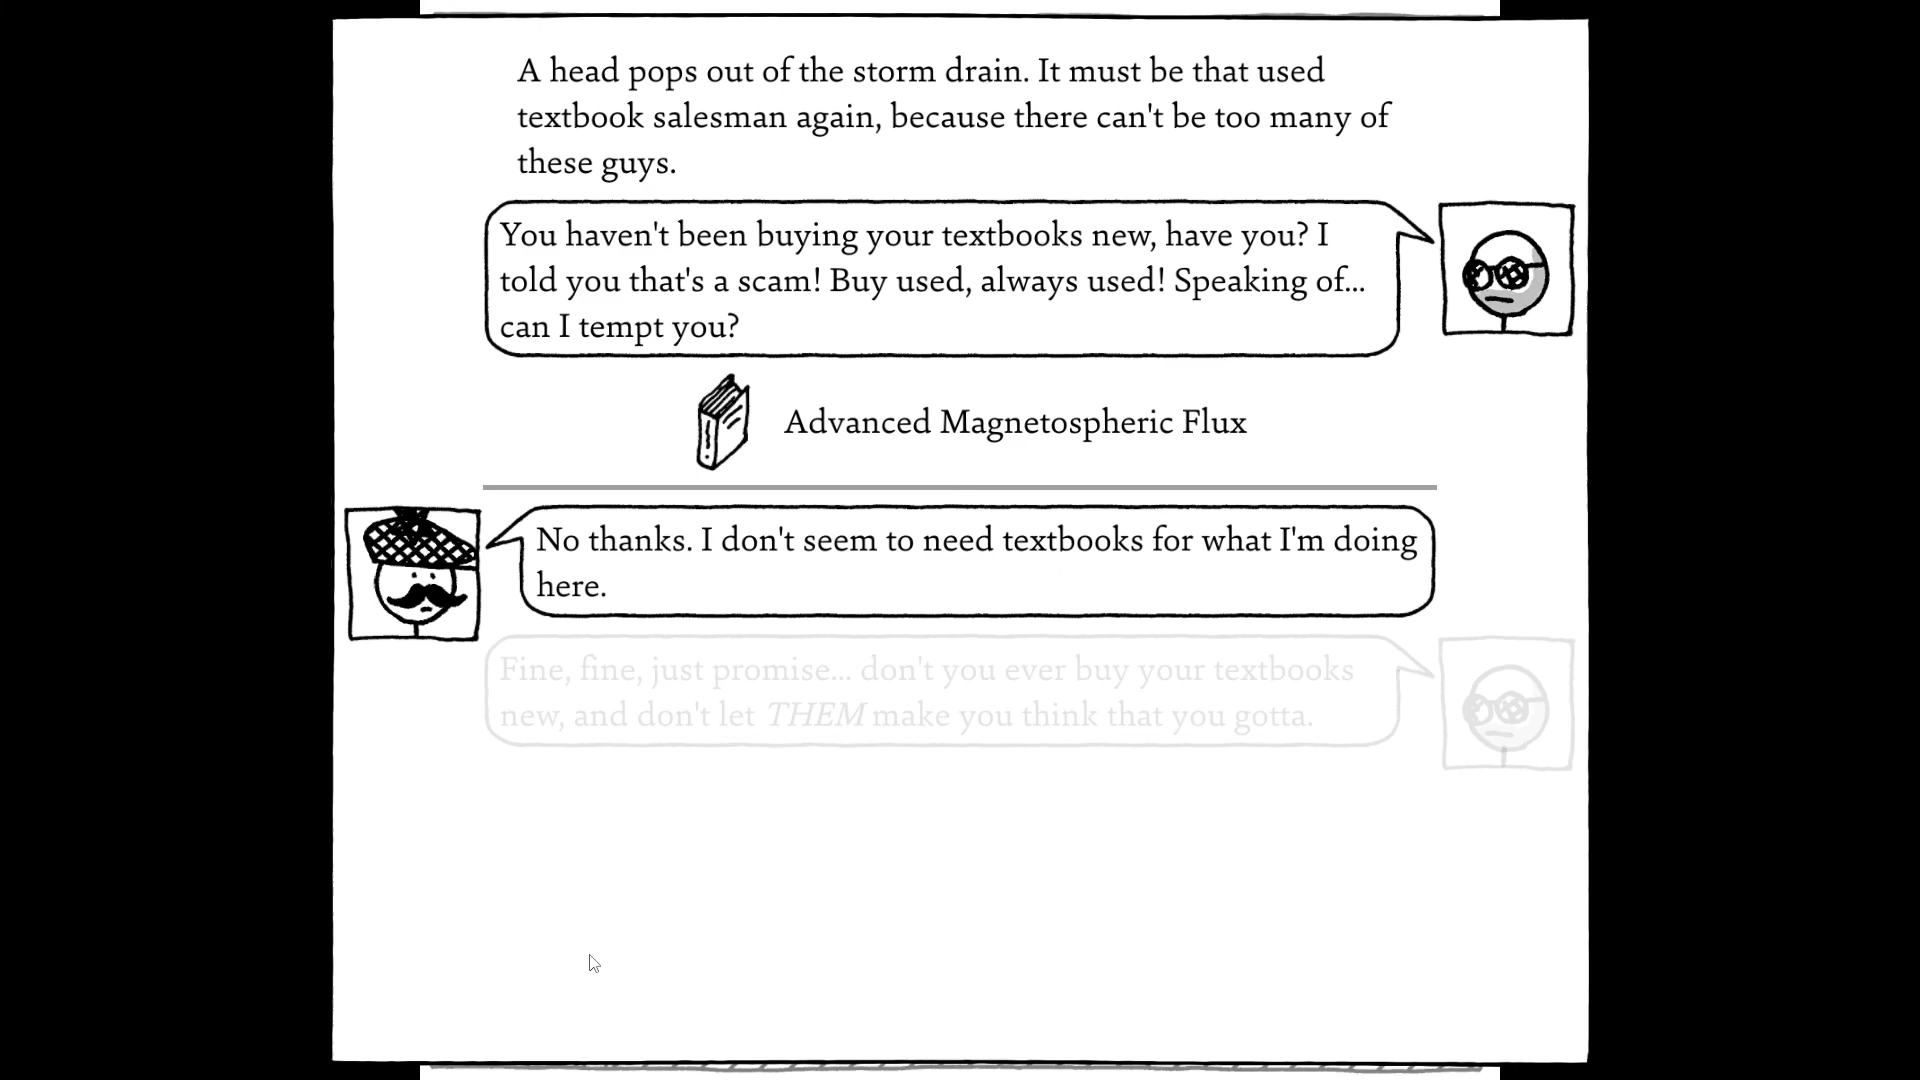 A head pops out of the storm drain. It must be that used
textbook salesman again, because there can't be too many of
these guys.
You haven't been buying your textbooks new, have you? I
told you that's a scam! Buy used, always used! Speaking of...
can I tempt you?
Advanced Magnetospheric Flux
No thanks. I don't seem to need textbooks for what I'm doing
here.
Fine, fine, just promise... don't you ever buy your textbooks
new, and don't let THEM make you think that you gotta.